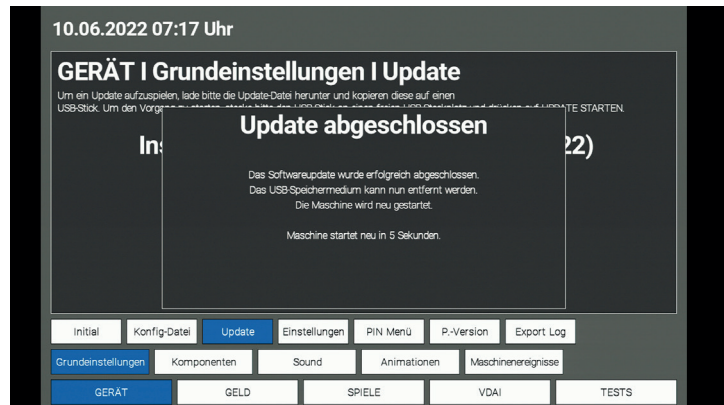 10.06.2022 07:17 Uhr
GERÄT I Grundeinstellungen I Update
Um ein Update aufzuspielen, lade bitte die Update-Datei herunter und kopieren diese auf einen
USB-Stick. Um den Vorgang zu starten, stecke bitte den USB-Stick an einen freien USB-Steckplatz und drücken auf UPDATE STARTEN.
Update abgeschlossen
22)
Das Softwareupdate wurde erfolgreich abgeschlossen.
Das USB-Speichermedium kann nun entfernt werden.
Die Maschine wird neu gestartet.
Maschine startet neu in 5 Sekunden.
Initial Konfig-Datei Update Einstellungen PIN Menü P.-Version Export Log
Grundeinstellungen Komponenten Sound Animationen Maschinenereignisse
GERÄT GELD SPIELE VDAI TESTS